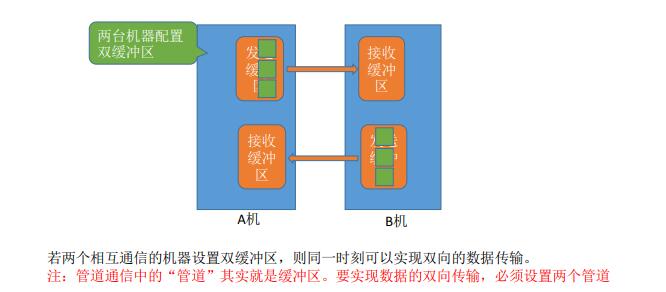 两台机器配置
双缓冲区
发
缓
区
接收
缓冲
区
接收
缓冲
区
发送
缓冲
A机
B机
若两个相互通信的机器设置双缓冲区，则同一时刻可以实现双向的数据传输。
注：管道通信中的“管道”其实就是缓冲区。要实现数据的双向传输，必须设置两个管道